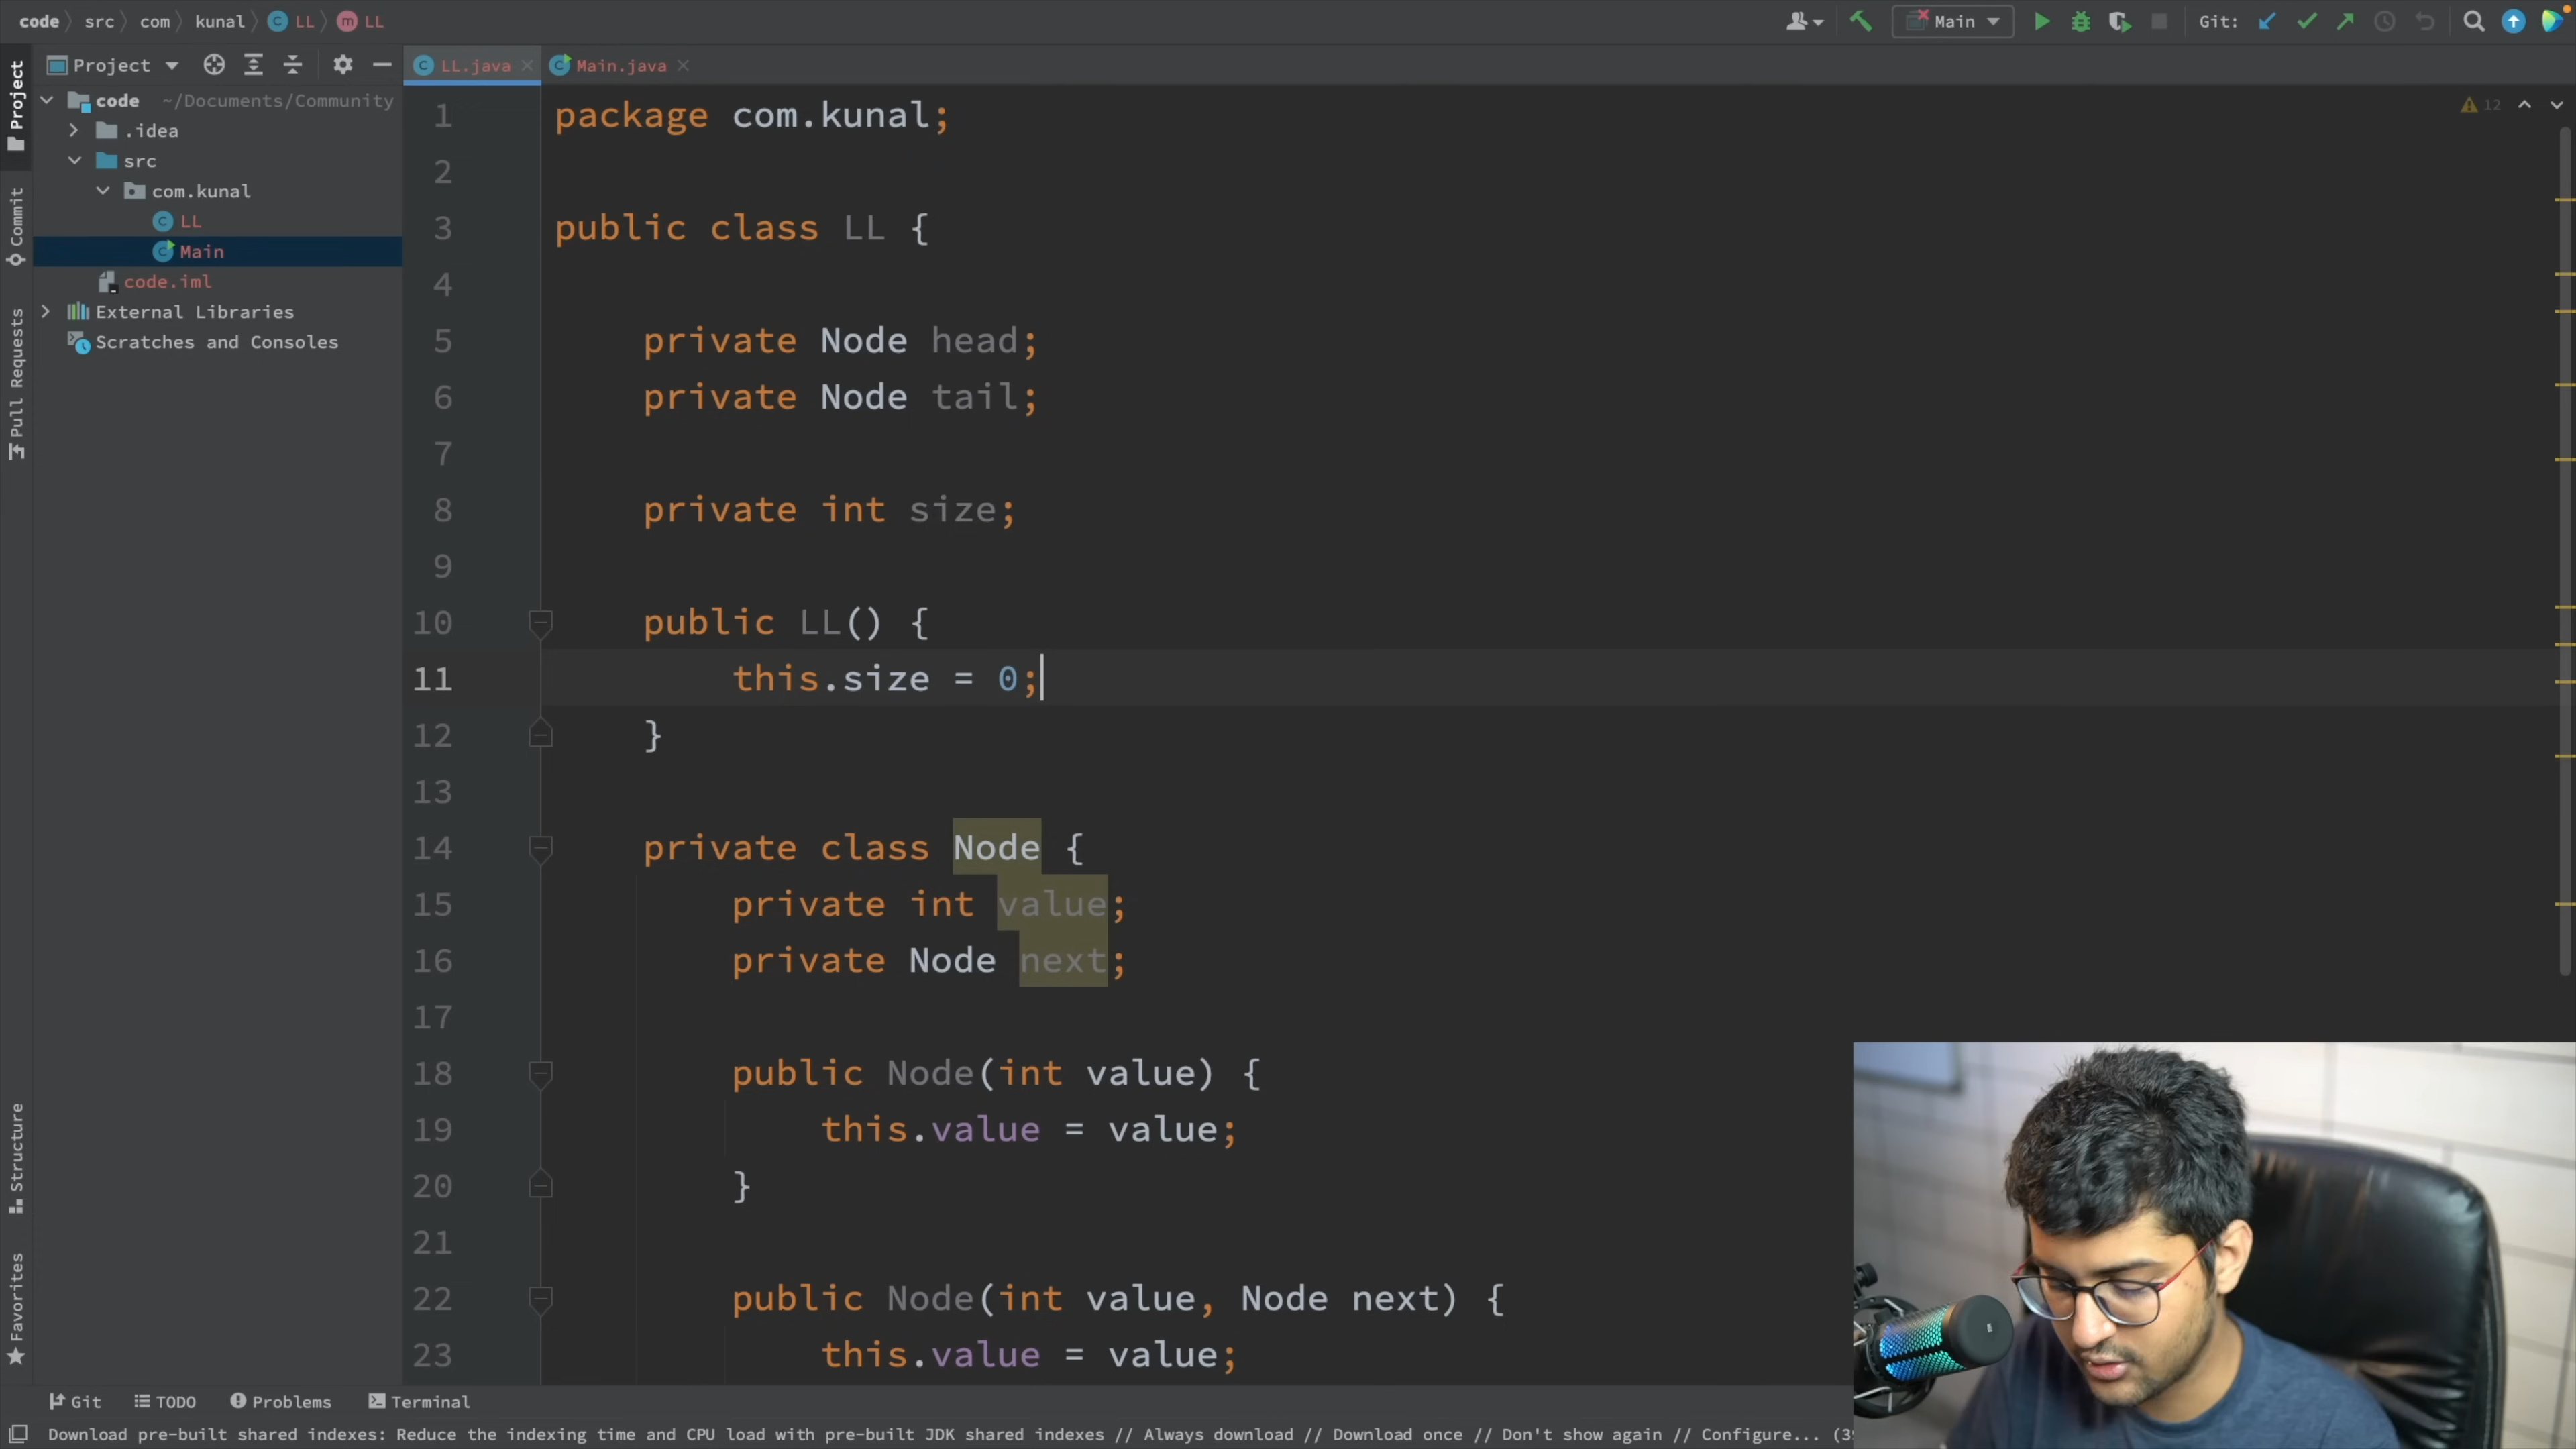 code src com kunal LL LL
Main Git:
Project
LL.java Main.java
code ~/Documents/Community
.idea
src
com.kunal
LL
Main
code.iml
External Libraries
Scratches and Consoles
Project
Commit
Pull Requests
Structure
Favorites
12
1 package com.kunal;
2
3 public class LL {
4
5 private Node head;
6 private Node tail;
7
8 private int size;
9
10 public LL() {
11 this.size = 0;
12 }
13
14 private class Node {
15 private int value;
16 private Node next;
17
18 public Node(int value) {
19 this.value = value;
20 }
21
22 public Node(int value, Node next) {
23 this.value = value;
Git TODO Problems Terminal
Download pre-built shared indexes: Reduce the indexing time and CPU load with pre-built JDK shared indexes // Always download // Download once // Don't show again // Configure...